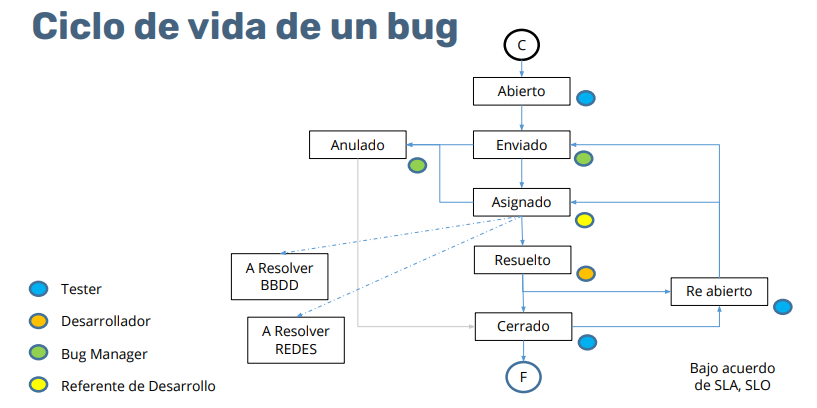 Ciclo de vida de un bug
C
Abierto
Anulado
Enviado
Asignado
Resuelto
A Resolver
BBDD
Re abierto
A Resolver
REDES
Cerrado
F
Tester
Desarrollador
Bug Manager
Referente de Desarrollo
Bajo acuerdo
de SLA, SLO